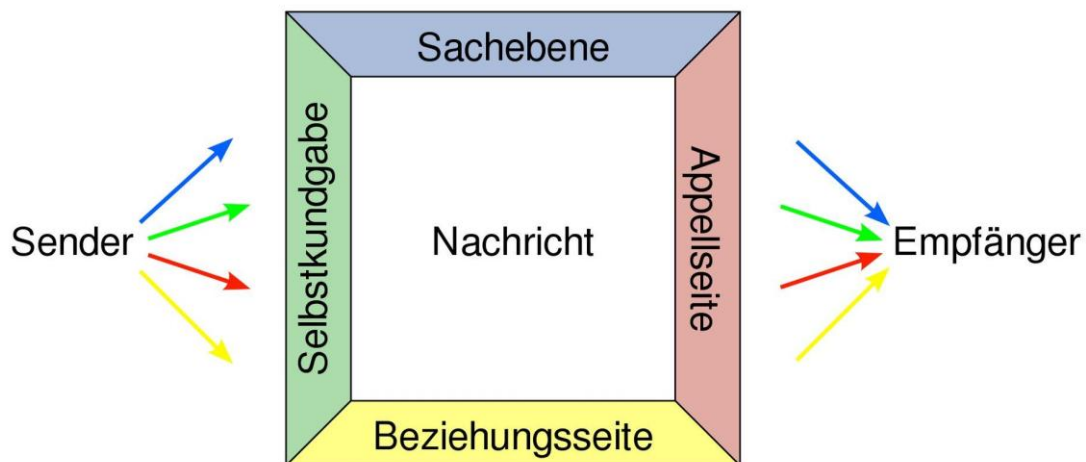 Sachebene
Sender
Selbstkundgabe
Nachricht
Appellseite
Empfänger
Beziehungsseite